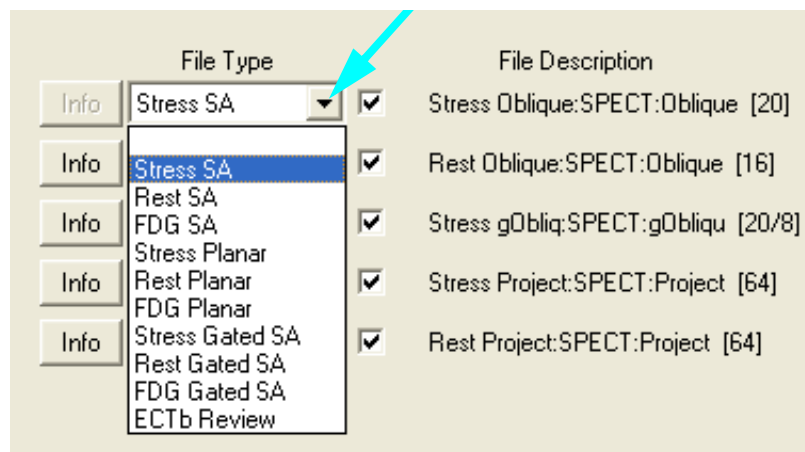 File Type File Description
Info Stress SA Stress Oblique:SPECT:Oblique [20]
Info Rest Oblique:SPECT:Oblique [16]
Stress SA
Rest SA
Info FDG SA Stress gObliq:SPECT:gObliqu [20/8]
Stress Planar
Info Rest Planar Stress Project:SPECT:Project [64]
FDG Planar
Info Stress Gated SA Rest Project:SPECT:Project [64]
Rest Gated SA
FDG Gated SA
ECTb Review